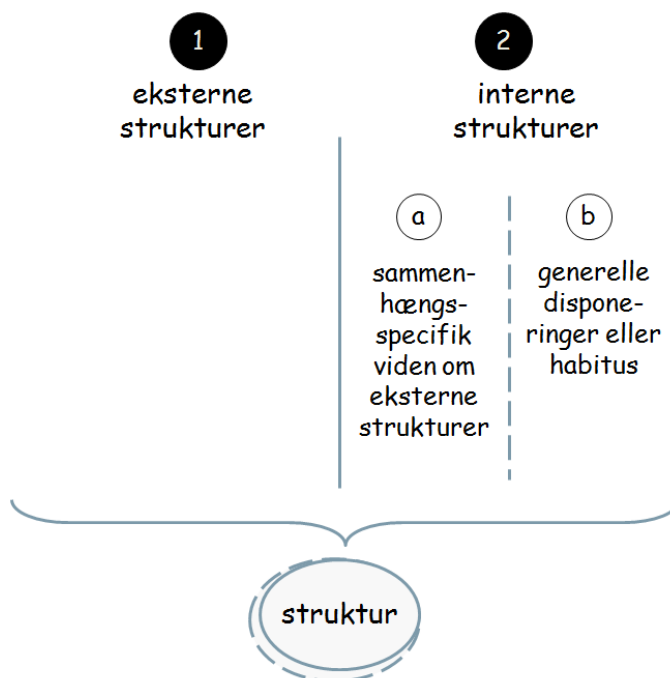 1
eksterne
strukturer
2
interne
strukturer
a
sammen-
hængs-
specifik
viden om
eksterne
strukturer
b
generelle
dispone-
ringer eller
habitus
struktur